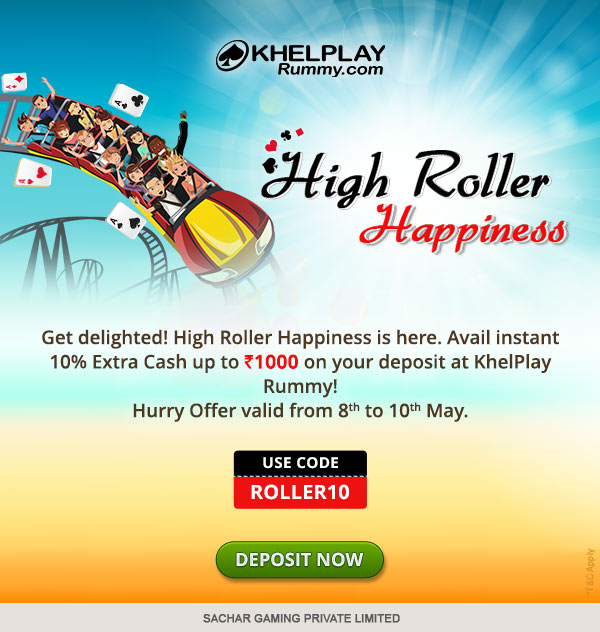 KHELPLAY
Rummy.com
High Roller
Happiness
Get delighted! High Roller Happiness is here. Avail instant
10% Extra Cash up to ₹1000 on your deposit at KhelPlay
Rummy!
Hurry Offer valid from 8th to 10th May.
USE CODE
ROLLER10
DEPOSIT NOW
*T&C Apply
SACHAR GAMING PRIVATE LIMITED